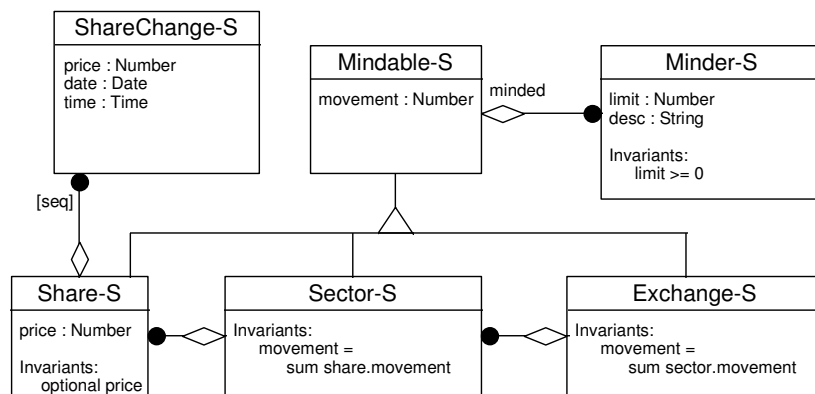 ShareChange-S
price : Number
date : Date
time : Time
Mindable-S
movement : Number
minded
Minder-S
limit : Number
desc : String
Invariants:
limit >= 0
[seq]
Share-S
price : Number
Invariants:
optional price
Sector-S
Invariants:
movement =
sum share.movement
Exchange-S
Invariants:
movement =
sum sector.movement